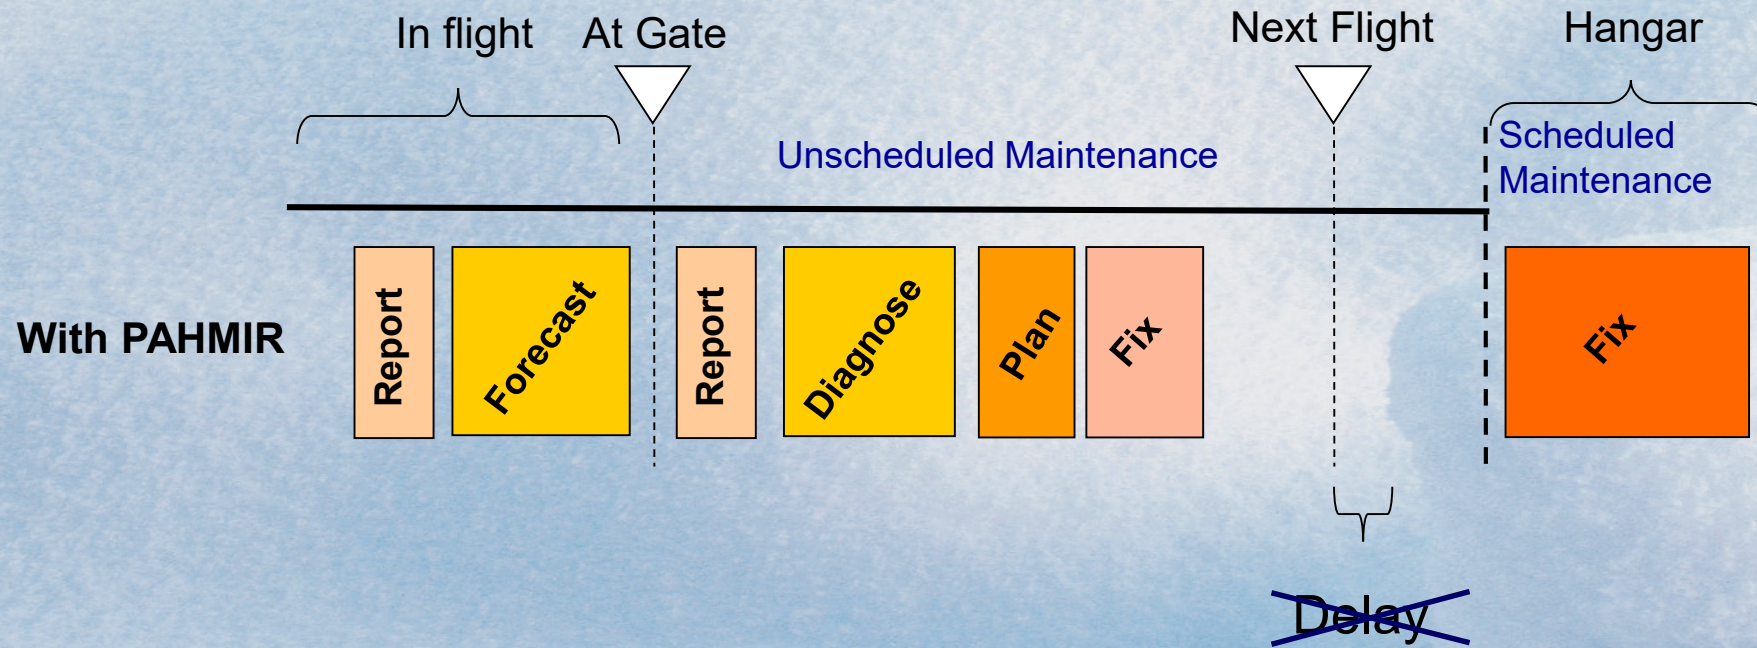 In flight
At Gate
Next Flight
Hangar
Unscheduled Maintenance
Scheduled
Maintenance
With PAHMIR
Report
Forecast
Report
Diagnose
Plan
Fix
Fix
Delay